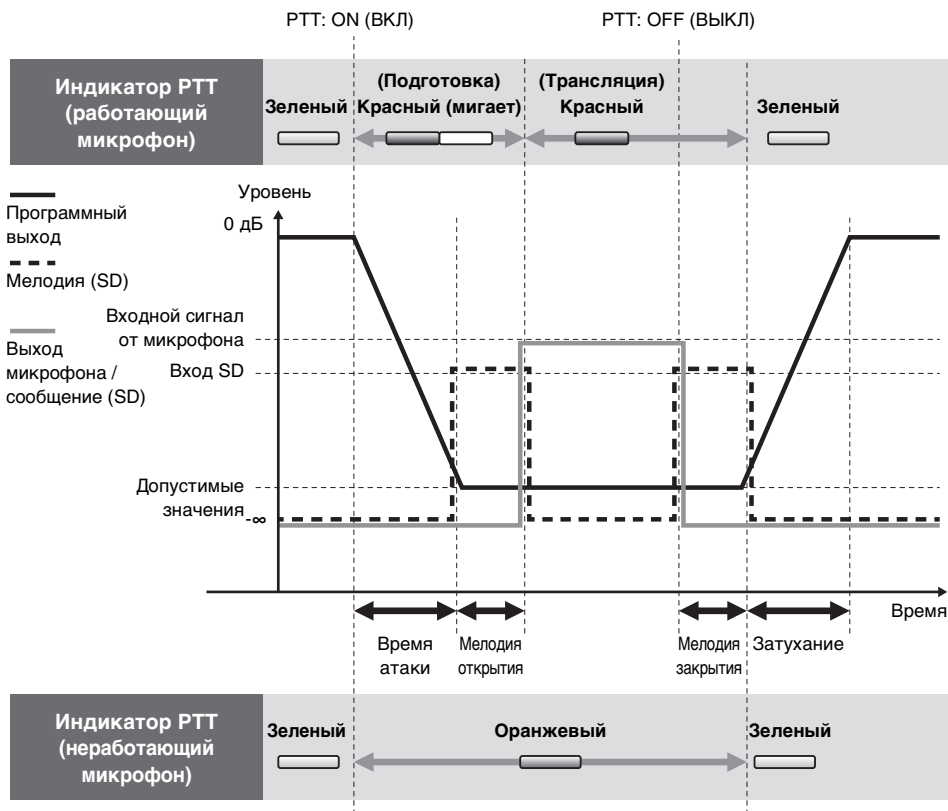 PTT: ON (ВКЛ)
PTT: OFF (ВЫКЛ)
Индикатор PTT
(работающий
микрофон)
Зеленый
(Подготовка)
Красный (мигает)
(Трансляция)
Красный
Зеленый
Программный
выход
Мелодия (SD)
Выход
микрофона /
сообщение (SD)
Уровень
0 дБ
Входной сигнал
от микрофона
Вход SD
Допустимые
значения
-∞
Время
Время
атаки
Мелодия
открытия
Мелодия
закрытия
Затухание
Индикатор PTT
(неработающий
микрофон)
Зеленый
Оранжевый
Зеленый